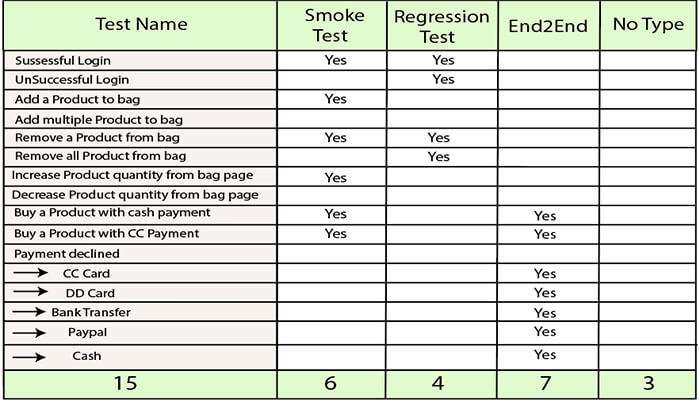 Test Name Smoke Test Regression Test End2End No Type
Sussessful Login Yes Yes
UnSuccessful Login Yes
Add a Product to bag Yes
Add multiple Product to bag
Remove a Product from bag Yes Yes
Remove all Product from bag Yes
Increase Product quantity from bag page Yes
Decrease Product quantity from bag page
Buy a Product with cash payment Yes Yes
Buy a Product with CC Payment Yes Yes
Payment declined
→ CC Card Yes
→ DD Card Yes
→ Bank Transfer Yes
→ Paypal Yes
→ Cash Yes
15 6 4 7 3